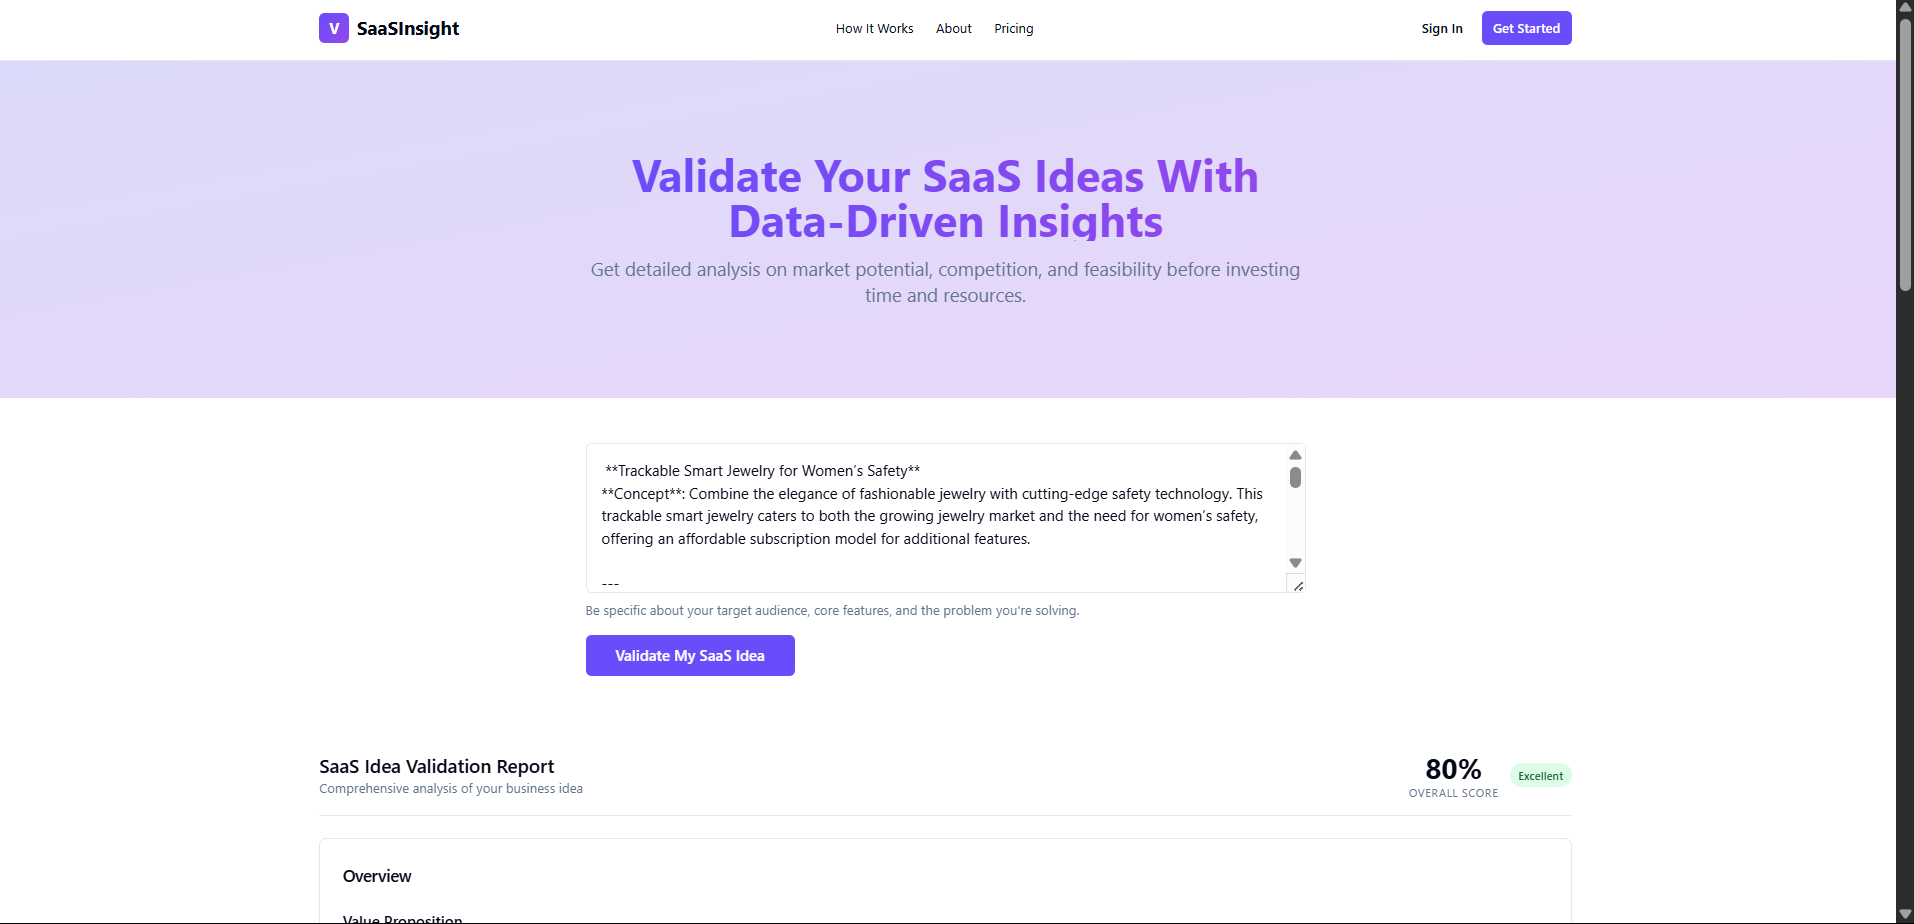 V SaaSInsight How It Works About Pricing Sign In Get Started
Validate Your SaaS Ideas With
Data-Driven Insights
Get detailed analysis on market potential, competition, and feasibility before investing
time and resources.
**Trackable Smart Jewelry for Women's Safety**
**Concept**: Combine the elegance of fashionable jewelry with cutting-edge safety technology. This
trackable smart jewelry caters to both the growing jewelry market and the need for women's safety,
offering an affordable subscription model for additional features.
---
Be specific about your target audience, core features, and the problem you're solving.
Validate My SaaS Idea
SaaS Idea Validation Report
Comprehensive analysis of your business idea
80%
OVERALL SCORE
Excellent
Overview
Value Proposition